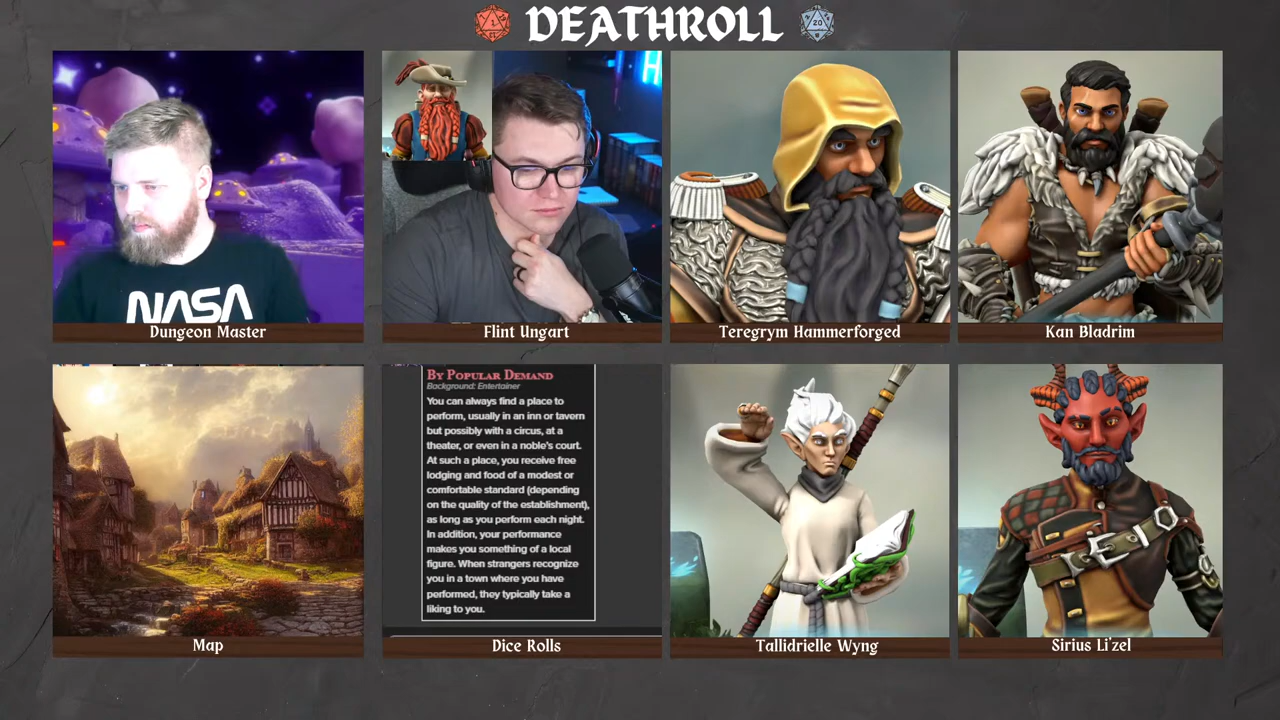 1
DEATHROLL
20
NASA
H
Dungeon Master
Flint Ungart
Teregrym Hammerforged
Kan Bladrim
By Popular Demand
Background: Entertainer
You can always find a place to
perform, usually in an inn or tavern
but possibly with a circus, at a
theater, or even in a noble's court.
At such a place, you receive free
lodging and food of a modest or
comfortable standard (depending
on the quality of the establishment),
as long as you perform each night.
In addition, your performance
makes you something of a local
figure. When strangers recognize
you in a town where you have
performed, they typically take a
liking to you.
Map
Dice Rolls
Tallidrielle Wyng
Sirius Li'zel